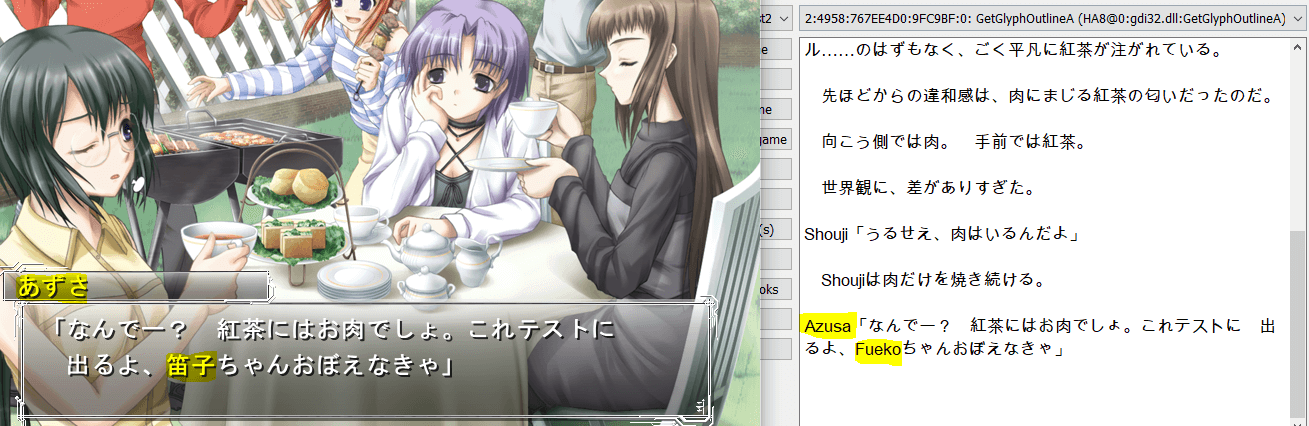 あずさ
「なんでー？　紅茶にはお肉でしょ。これテストに
出るよ、笛子ちゃんおぼえなきゃ」
st2
e
me
game
(s)
oks
2:4958:767EE4D0:9FC9BF:0: GetGlyphOutlineA (HA8@0:gdi32.dll:GetGlyphOutlineA)
ル……のはずもなく、ごく平凡に紅茶が注がれている。
先ほどからの違和感は、肉にまじる紅茶の匂いだったのだ。
向こう側では肉。　手前では紅茶。
世界観に、差がありすぎた。
Shouji「うるせえ、肉はいるんだよ」
Shoujiは肉だけを焼き続ける。
Azusa「なんでー？　紅茶にはお肉でしょ。これテストに　出
るよ、Fuekoちゃんおぼえなきゃ」